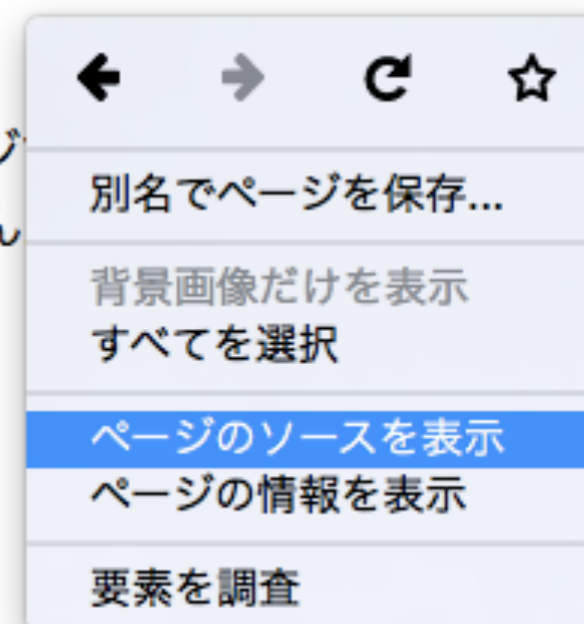 別名でページを保存...
背景画像だけを表示
すべてを選択
ページのソースを表示
ページの情報を表示
要素を調査